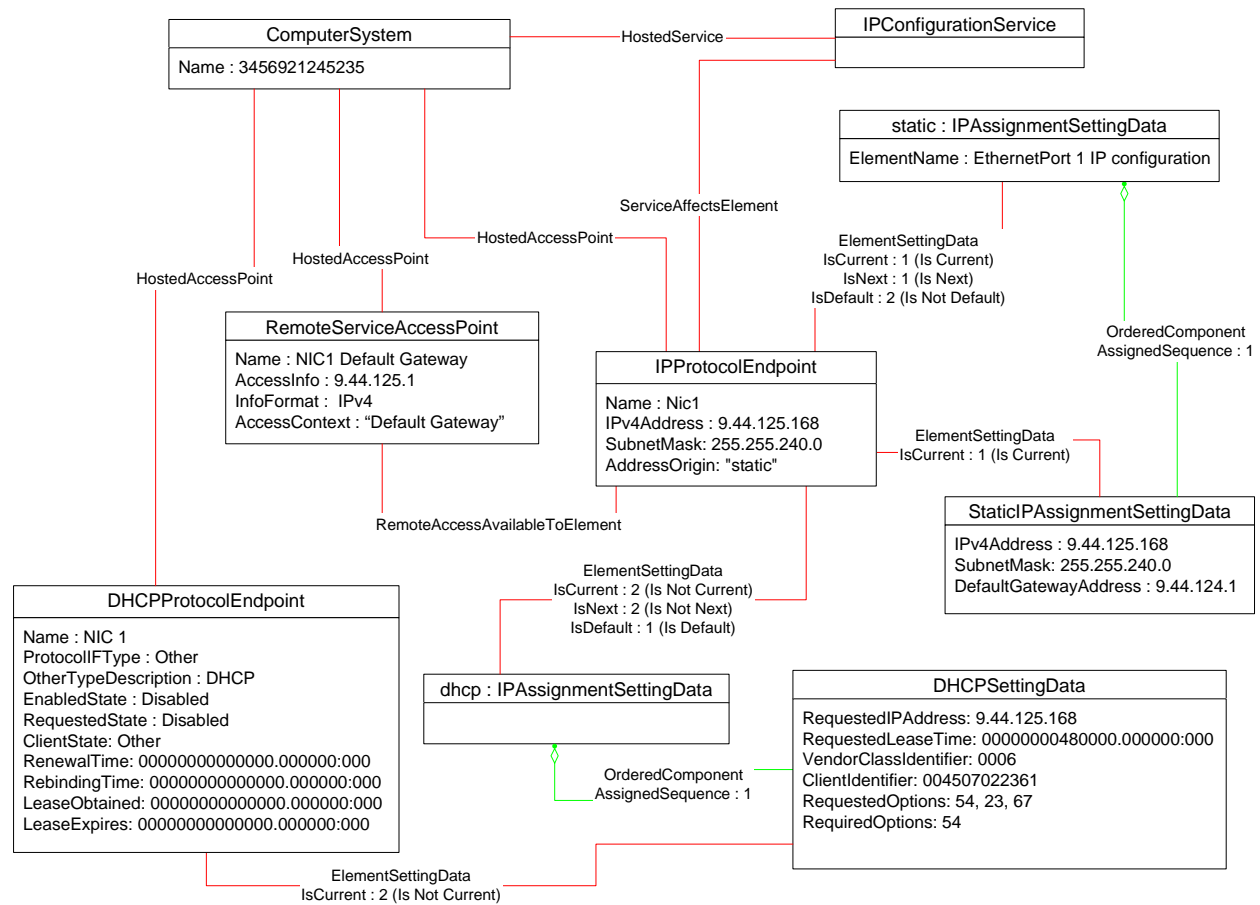 ComputerSystem
Name : 3456921245235
HostedService
IPConfigurationService
static : IPAssignmentSettingData
ElementName : EthernetPort 1 IP configuration
ServiceAffectsElement
HostedAccessPoint
HostedAccessPoint
HostedAccessPoint
ElementSettingData
IsCurrent : 1 (Is Current)
IsNext : 1 (Is Next)
IsDefault : 2 (Is Not Default)
OrderedComponent
AssignedSequence : 1
RemoteServiceAccessPoint
Name : NIC1 Default Gateway
AccessInfo : 9.44.125.1
InfoFormat :  IPv4
AccessContext : “Default Gateway”
IPProtocolEndpoint
Name : Nic1
IPv4Address : 9.44.125.168
SubnetMask: 255.255.240.0
AddressOrigin: "static"
ElementSettingData
IsCurrent : 1 (Is Current)
RemoteAccessAvailableToElement
StaticIPAssignmentSettingData
IPv4Address : 9.44.125.168
SubnetMask: 255.255.240.0
DefaultGatewayAddress : 9.44.124.1
ElementSettingData
IsCurrent : 2 (Is Not Current)
IsNext : 2 (Is Not Next)
IsDefault : 1 (Is Default)
DHCPProtocolEndpoint
Name : NIC 1
ProtocolIFType : Other
OtherTypeDescription : DHCP
EnabledState : Disabled
RequestedState : Disabled
ClientState: Other
RenewalTime: 00000000000000.000000:000
RebindingTime: 00000000000000.000000:000
LeaseObtained: 00000000000000.000000:000
LeaseExpires: 00000000000000.000000:000
dhcp : IPAssignmentSettingData
OrderedComponent
AssignedSequence : 1
DHCPSettingData
RequestedIPAddress: 9.44.125.168
RequestedLeaseTime: 00000000480000.000000:000
VendorClassIdentifier: 0006
ClientIdentifier: 004507022361
RequestedOptions: 54, 23, 67
RequiredOptions: 54
ElementSettingData
IsCurrent : 2 (Is Not Current)